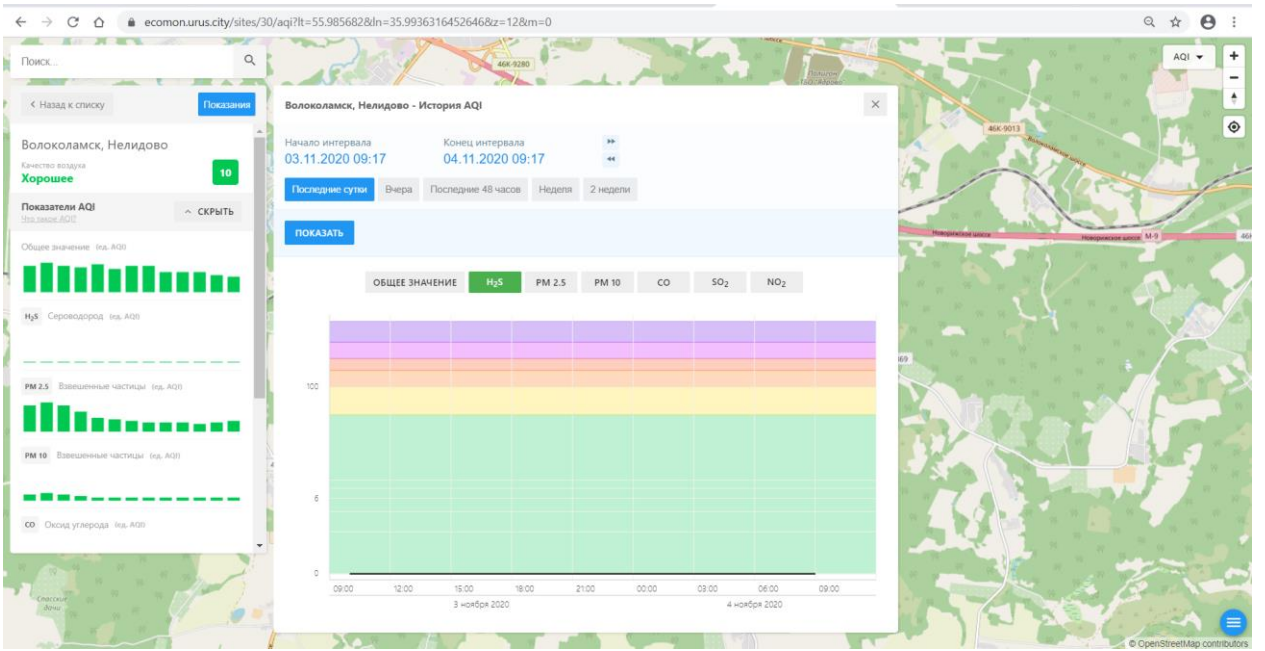 ecomon.urus.city/sites/30/aqi?lt=55.985682&ln=35.99363164526468&z=12&m=0
Поиск...
AQI
46К-9280
46К-9013
< Назад к списку
Показания
Волоколамск, Нелидово
Качество воздуха
Хорошее
10
Показатели AQI
Что такое AQI?
СКРЫТЬ
Общее значение (ед. AQI)
H₂S Сероводород (ед. AQI)
PM 2.5 Взвешенные частицы (ед. AQI)
PM 10 Взвешенные частицы (ед. AQI)
CO Оксид углерода (ед. AQI)
Волоколамск, Нелидово - История AQI
Начало интервала
Конец интервала
03.11.2020 09:17
04.11.2020 09:17
Последние сутки
Вчера
Последние 48 часов
Неделя
2 недели
ПОКАЗАТЬ
ОБЩЕЕ ЗНАЧЕНИЕ
H₂S
PM 2.5
PM 10
CO
SO₂
NO₂
100
6
0
09:00 12:00 15:00 18:00 21:00 00:00 03:00 06:00 09:00
3 ноября 2020
4 ноября 2020
Новорижское шоссе
Новорижское шоссе
М-9
Волоколамское шоссе
Спасские
© OpenStreetMap contributors